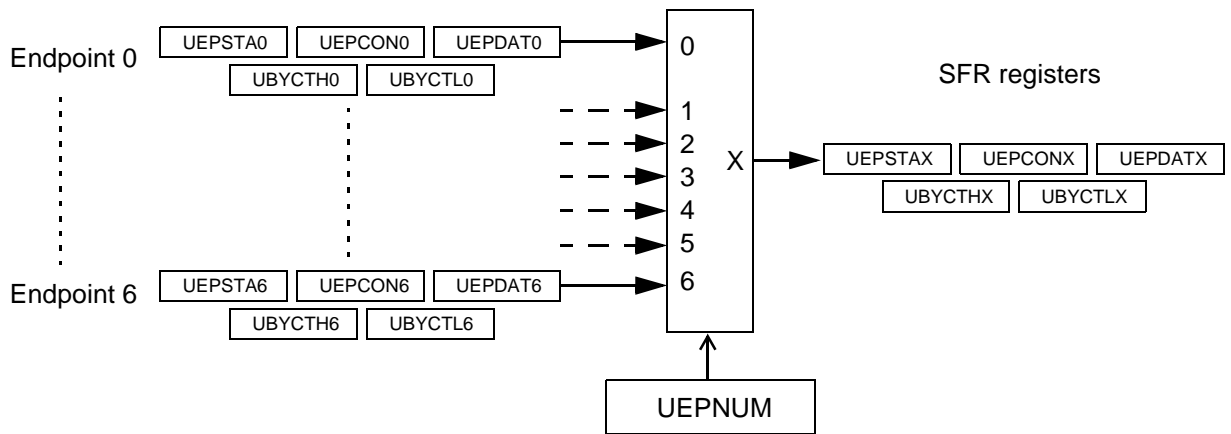 Endpoint 0
UEPSTA0 UEPCON0 UEPDAT0
UBYCTH0 UBYCTL0
0
1
2
3
4
5
6
X
SFR registers
UEPSTAX UEPCONX UEPDATX
UBYCTHX UBYCTLX
Endpoint 6
UEPSTA6 UEPCON6 UEPDAT6
UBYCTH6 UBYCTL6
UEPNUM